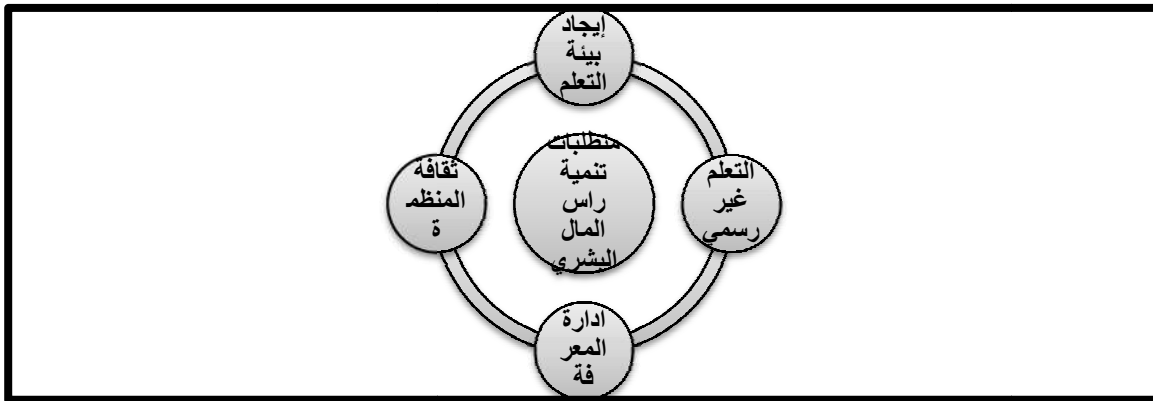 إيجاد
بيئة
التعلم
متطلبات
تنمية
راس
المال
البشري
التعلم
غير
رسمي
ثقافة
المنظم
ة
ادارة
المعر
فة